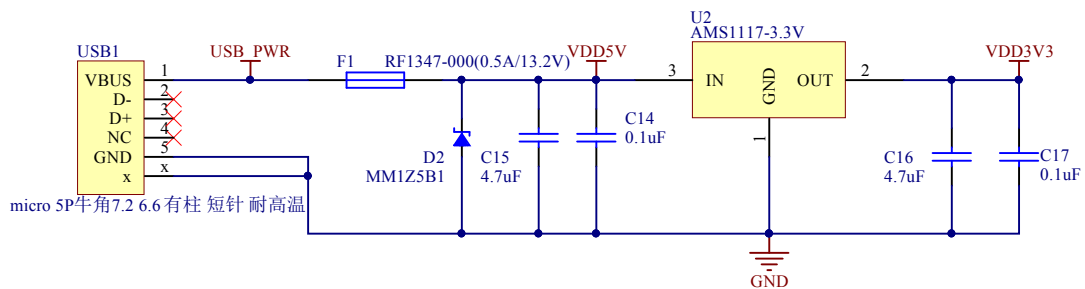 USB1
USB_PWR
F1
RF1347-000(0.5A/13.2V)
VDD5V
U2
AMS1117-3.3V
VDD3V3
VBUS
1
D-
2
D+
3
NC
4
GND
5
x
x
3
IN
GND
OUT
2
1
D2
MM1Z5B1
C15
4.7uF
C14
0.1uF
C16
4.7uF
C17
0.1uF
micro 5P牛角7.2 6.6有柱 短针 耐高温
GND